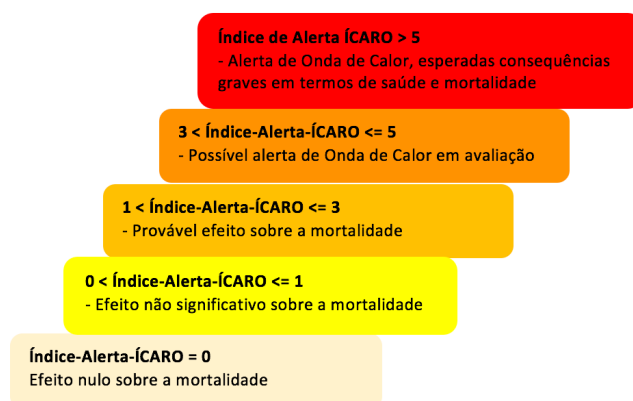 Índice de Alerta ÍCARO > 5
- Alerta de Onda de Calor, esperadas consequências
graves em termos de saúde e mortalidade
3 < Índice-Alerta-ÍCARO <= 5
- Possível alerta de Onda de Calor em avaliação
1 < Índice-Alerta-ÍCARO <= 3
- Provável efeito sobre a mortalidade
0 < Índice-Alerta-ÍCARO <= 1
- Efeito não significativo sobre a mortalidade
Índice-Alerta-ÍCARO = 0
Efeito nulo sobre a mortalidade